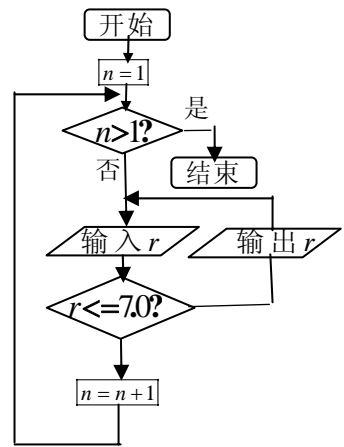 开始
n = 1
n>1?
是
否
结束
输入 r
输出 r
r<=7.0?
n = n+1